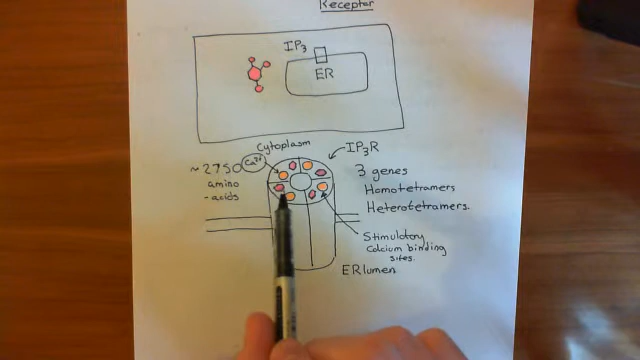 Receptor
IP3
ER
Cytoplasm
Ca2+
IP3R
~2750
amino
-acids
3 genes
Homotetramers
Heterotetramers.
Stimulatory
Calcium binding
sites.
ER lumen